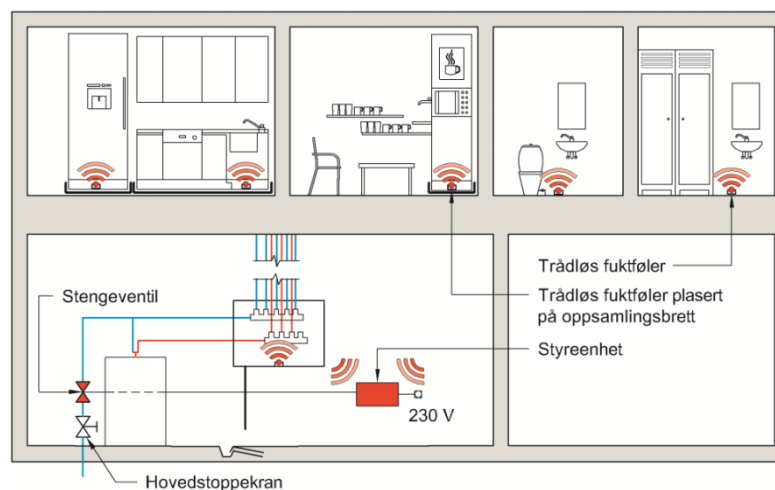 Stengeventil
Trådløs fuktføler
Trådløs fuktføler plasert
på oppsamlingsbrett
Styreenhet
230 V
Hovedstoppekran